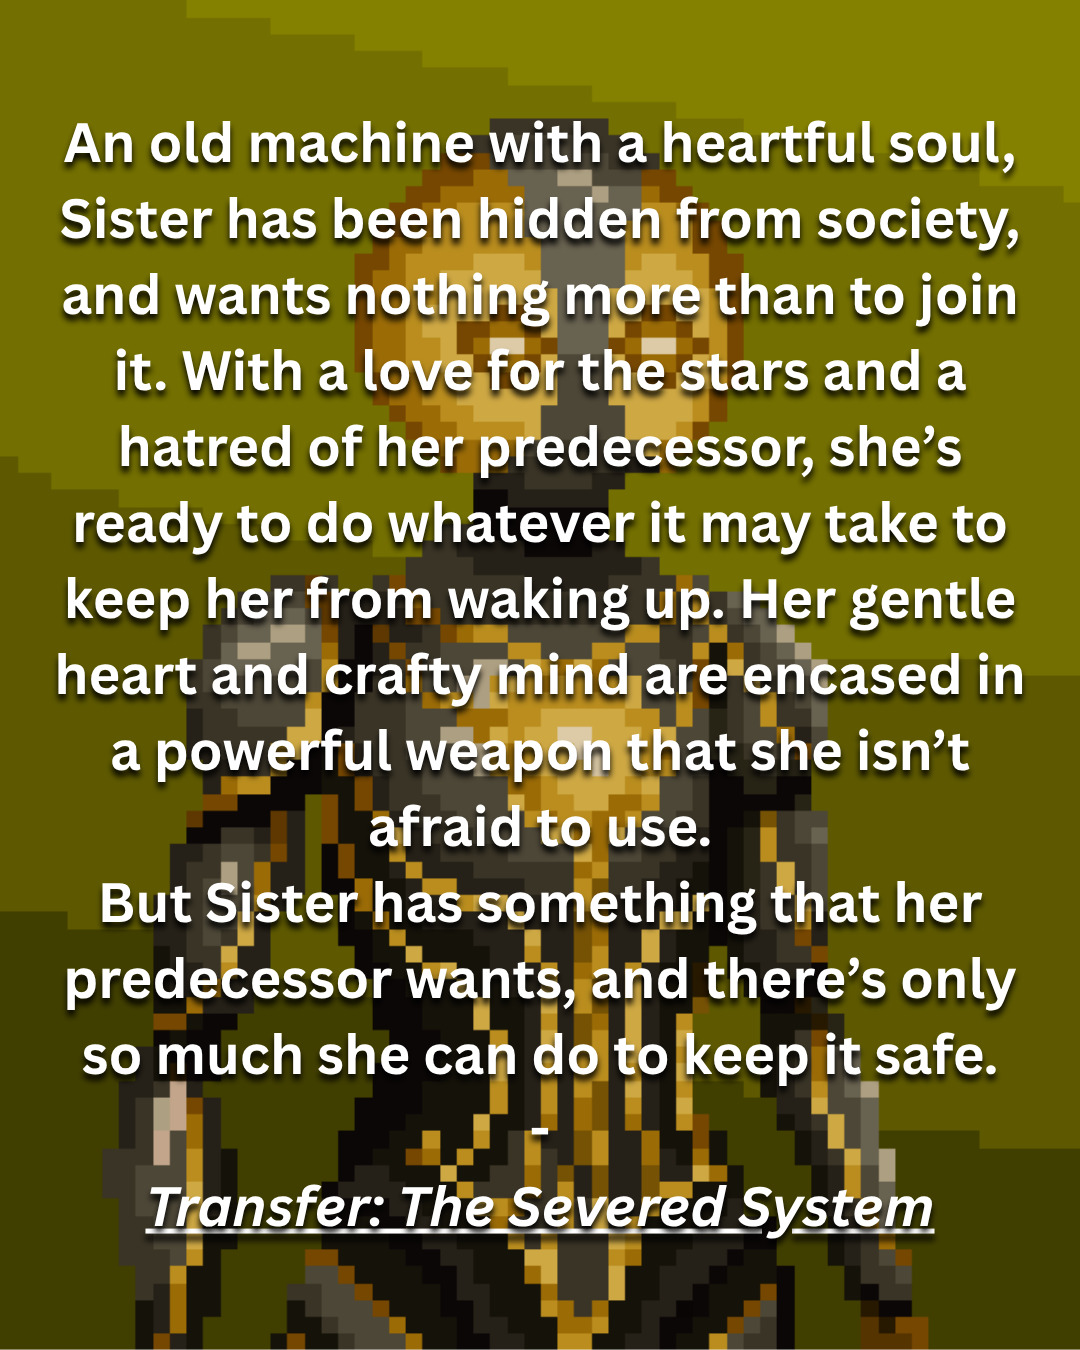 An old machine with a heartful soul,
Sister has been hidden from society,
and wants nothing more than to join
it. With a love for the stars and a
hatred of her predecessor, she’s
ready to do whatever it may take to
keep her from waking up. Her gentle
heart and crafty mind are encased in
a powerful weapon that she isn’t
afraid to use.
But Sister has something that her
predecessor wants, and there’s only
so much she can do to keep it safe.
-
Transfer: The Severed System